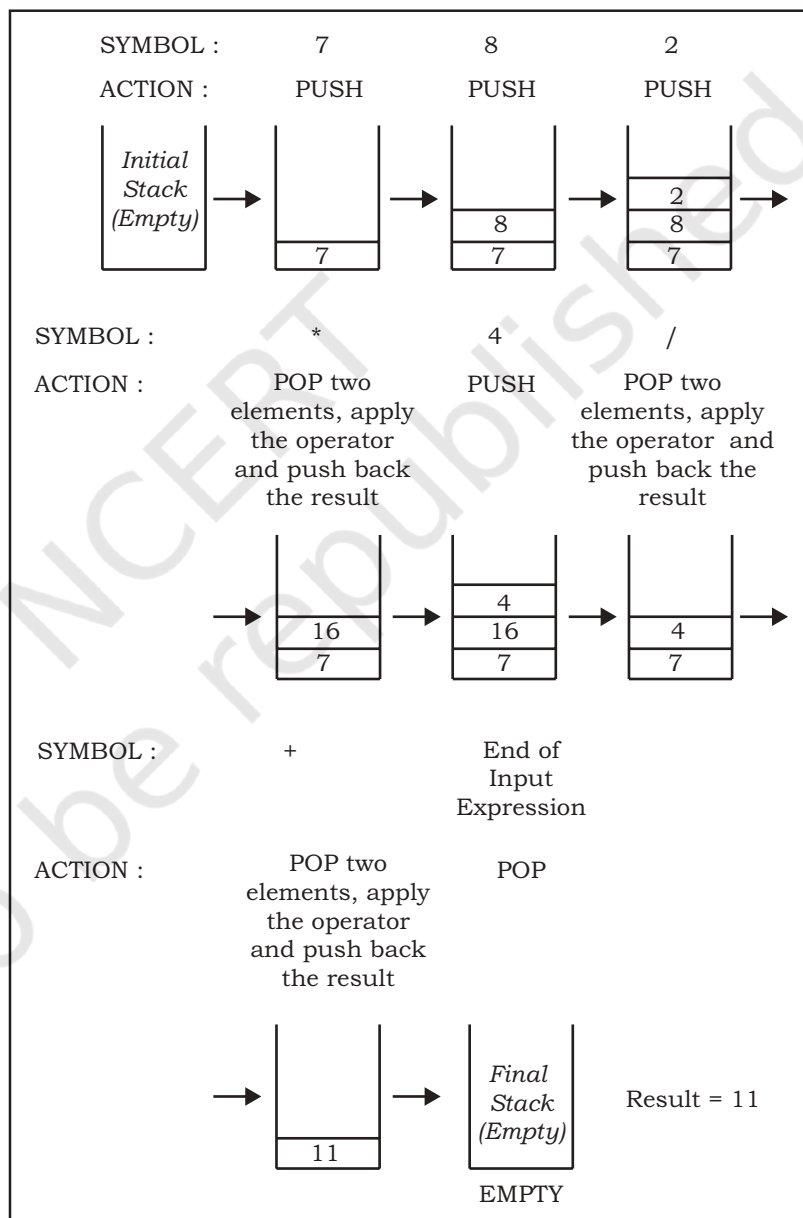 SYMBOL : 7 8 2
ACTION : PUSH PUSH PUSH
Initial
Stack
(Empty)
2
8 8
7 7 7
SYMBOL : * 4 /
ACTION : POP two PUSH POP two
elements, apply elements, apply
the operator the operator and
and push back push back the
the result result
4
16 16 4
7 7 7
SYMBOL : + End of
Input
Expression
ACTION : POP two POP
elements, apply
the operator
and push back
the result
Final
Stack Result = 11
(Empty)
11
EMPTY
NCERT
o be republished